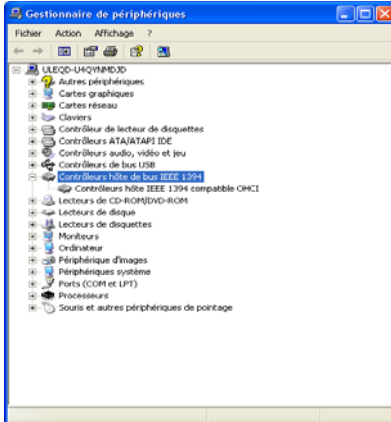 Gestionnaire de périphériques
Fichier Action Affichage ?
ULEQD-U4QYNMDJD
Autres périphériques
Cartes graphiques
Cartes réseau
Claviers
Contrôleur de lecteur de disquettes
Contrôleurs ATA/ATAPI IDE
Contrôleurs audio, vidéo et jeu
Contrôleurs de bus USB
Contrôleurs hôte de bus IEEE 1394
Contrôleurs hôte IEEE 1394 compatible OHCI
Lecteurs de CD-ROM/DVD-ROM
Lecteurs de disque
Lecteurs de disquettes
Moniteurs
Ordinateur
Périphérique d'images
Périphériques système
Ports (COM et LPT)
Processeurs
Souris et autres périphériques de pointage